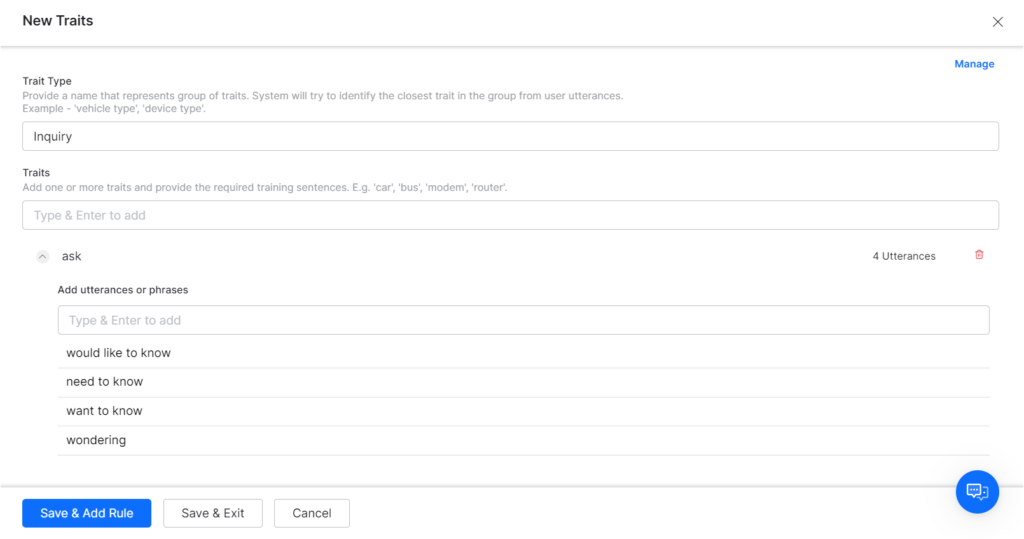 New Traits
Manage
Trait Type
Provide a name that represents group of traits. System will try to identify the closest trait in the group from user utterances.
Example - 'vehicle type', 'device type'.
Inquiry
Traits
Add one or more traits and provide the required training sentences. E.g. 'car', 'bus', 'modem', 'router'.
Type & Enter to add
ask
4 Utterances
Add utterances or phrases
Type & Enter to add
would like to know
need to know
want to know
wondering
Save & Add Rule
Save & Exit
Cancel